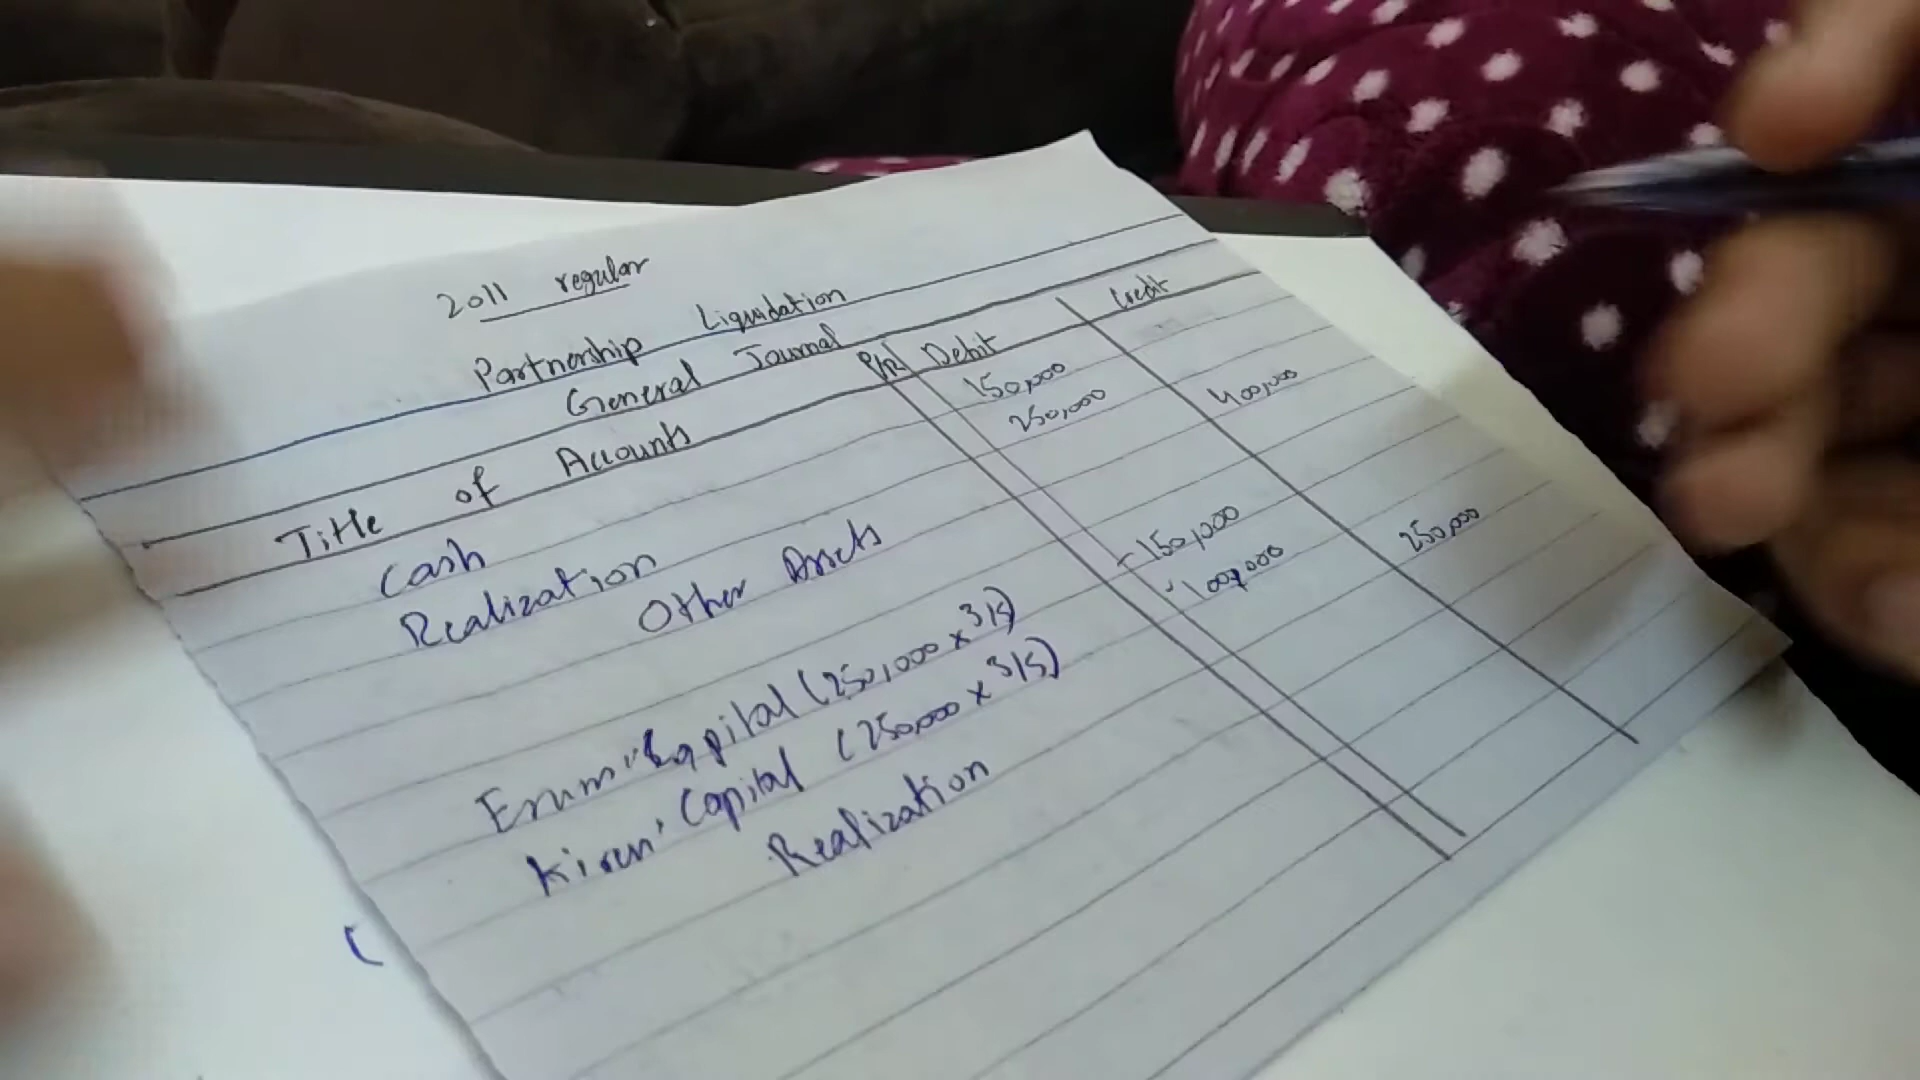 2011 regular
Partnership Liquidation
General Journal
Title of Accounts P/R Debit Credit
Cash 150,000
Realization 250,000
Other Assets 400,000
Erum, Capital (250,000 x 3/5) 150,000
Kiren, Capital (250,000 x 3/5) 100,000
Realization 250,000